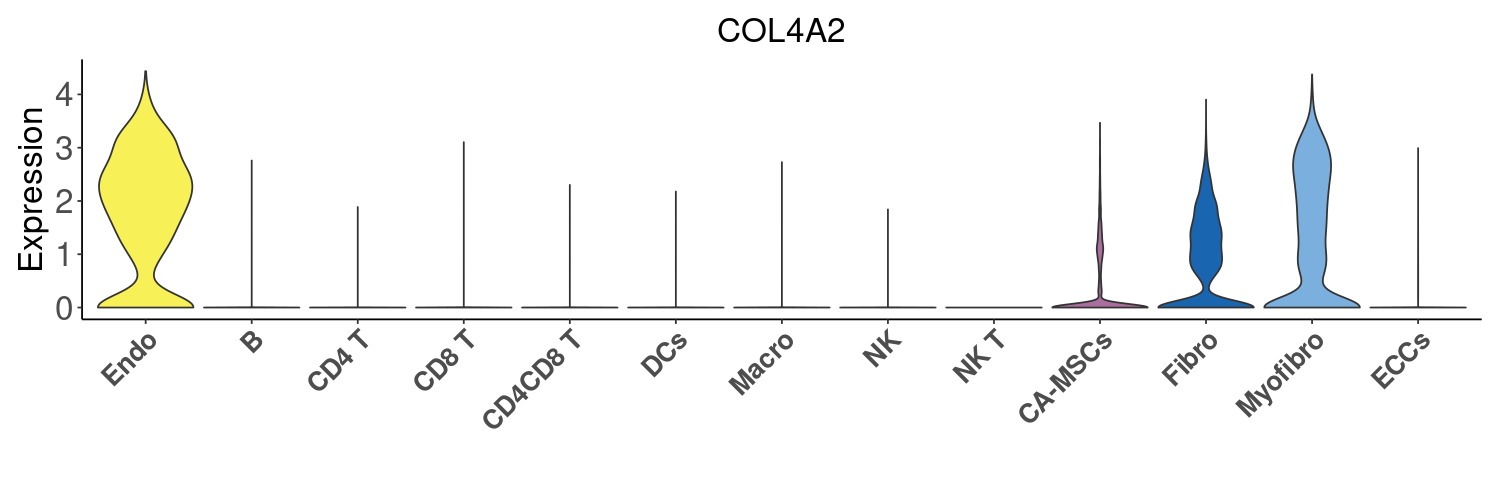 COL4A2
Expression
4
3
2
1
0
Endo
B
CD4 T
CD8 T
CD4CD8 T
DCs
Macro
NK
NK T
CA-MSCs
Fibro
Myofibro
ECCs